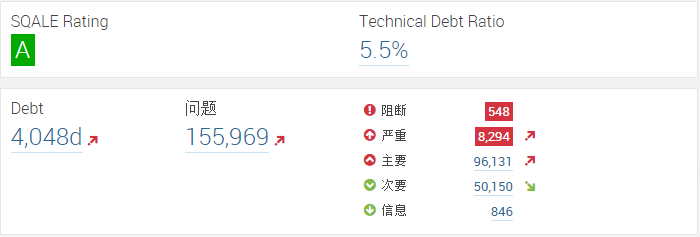 SQALE Rating
A
Technical Debt Ratio
5.5%
Debt
4,048d
问题
155,969
阻断 548
严重 8,294
主要 96,131
次要 50,150
信息 846